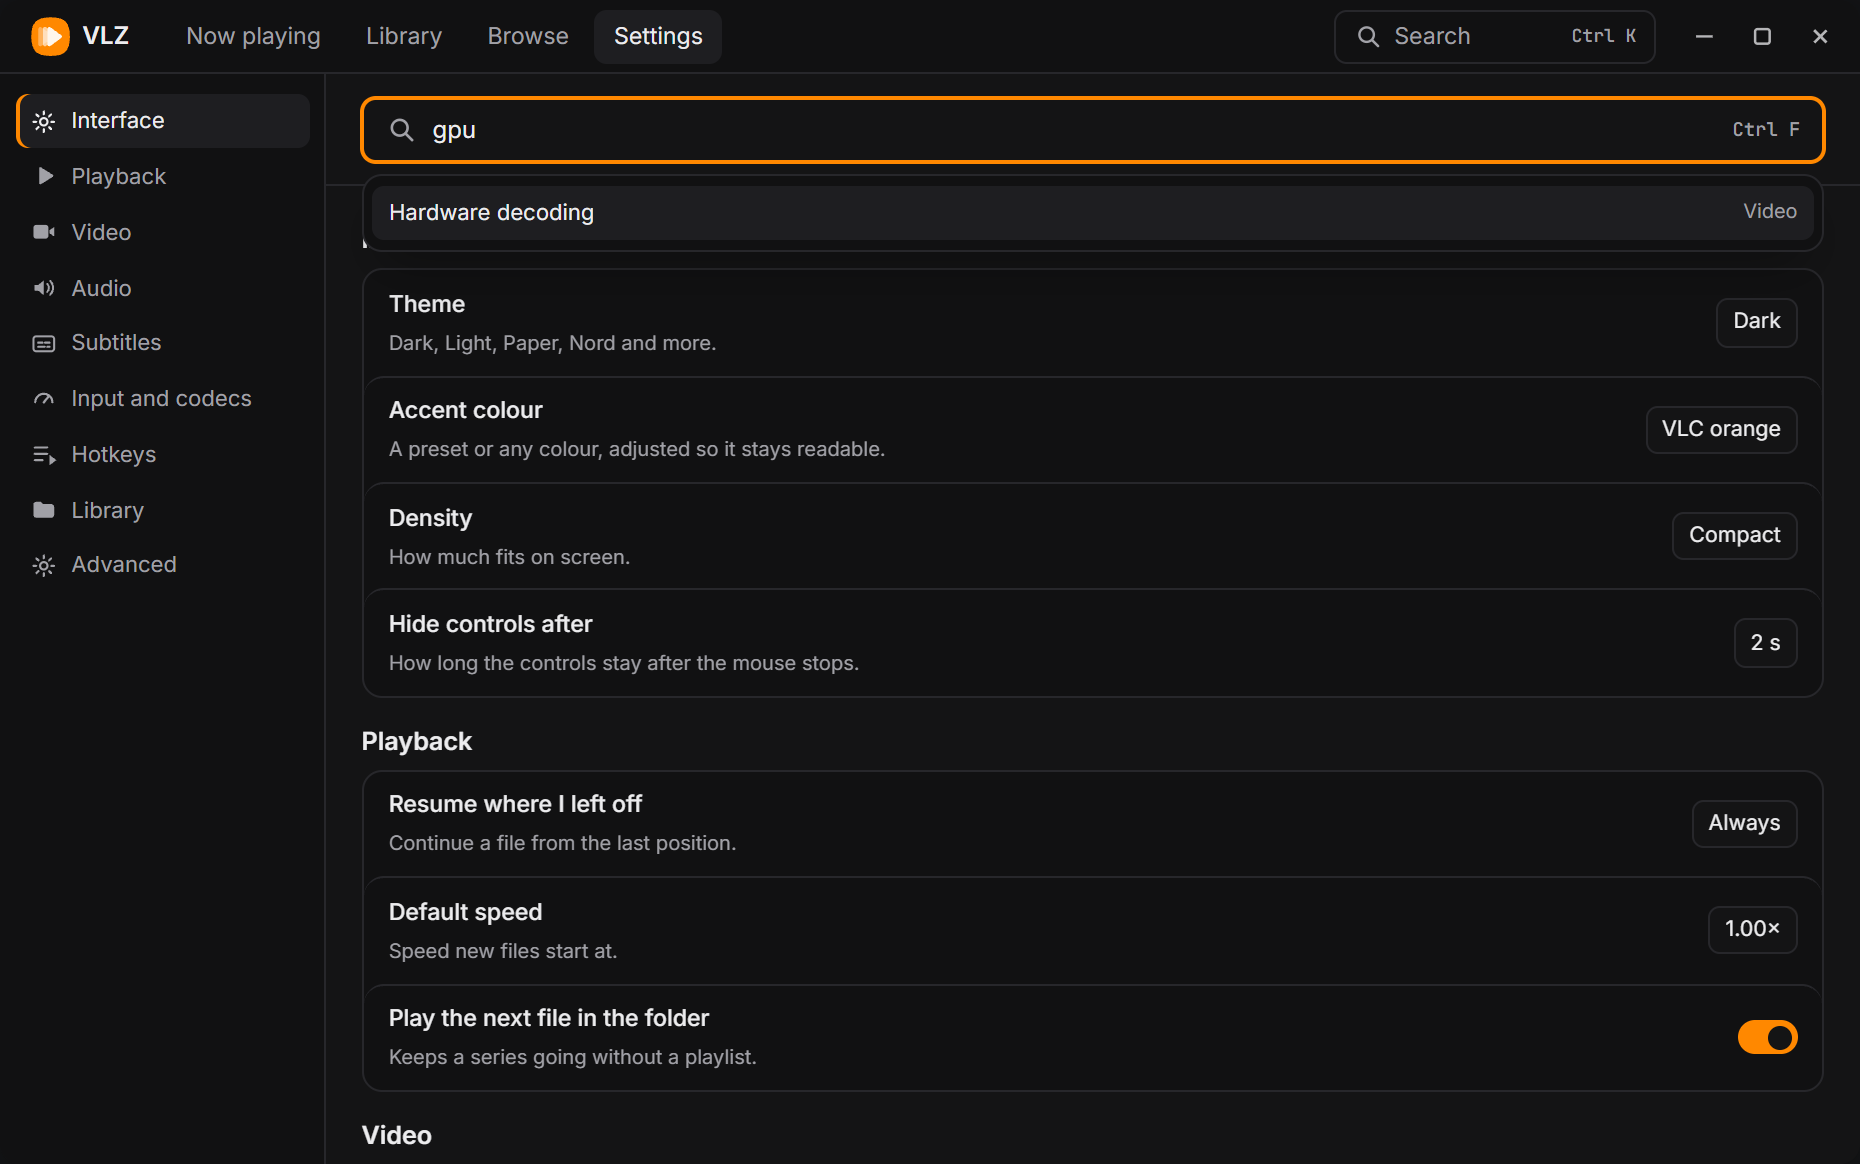 VLZ
Now playing
Library
Browse
Settings
Search
Ctrl K
Interface
Playback
Video
Audio
Subtitles
Input and codecs
Hotkeys
Library
Advanced
gpu
Ctrl F
Hardware decoding
Video
Theme
Dark, Light, Paper, Nord and more.
Dark
Accent colour
A preset or any colour, adjusted so it stays readable.
VLC orange
Density
How much fits on screen.
Compact
Hide controls after
How long the controls stay after the mouse stops.
2 s
Playback
Resume where I left off
Continue a file from the last position.
Always
Default speed
Speed new files start at.
1.00×
Play the next file in the folder
Keeps a series going without a playlist.
Video